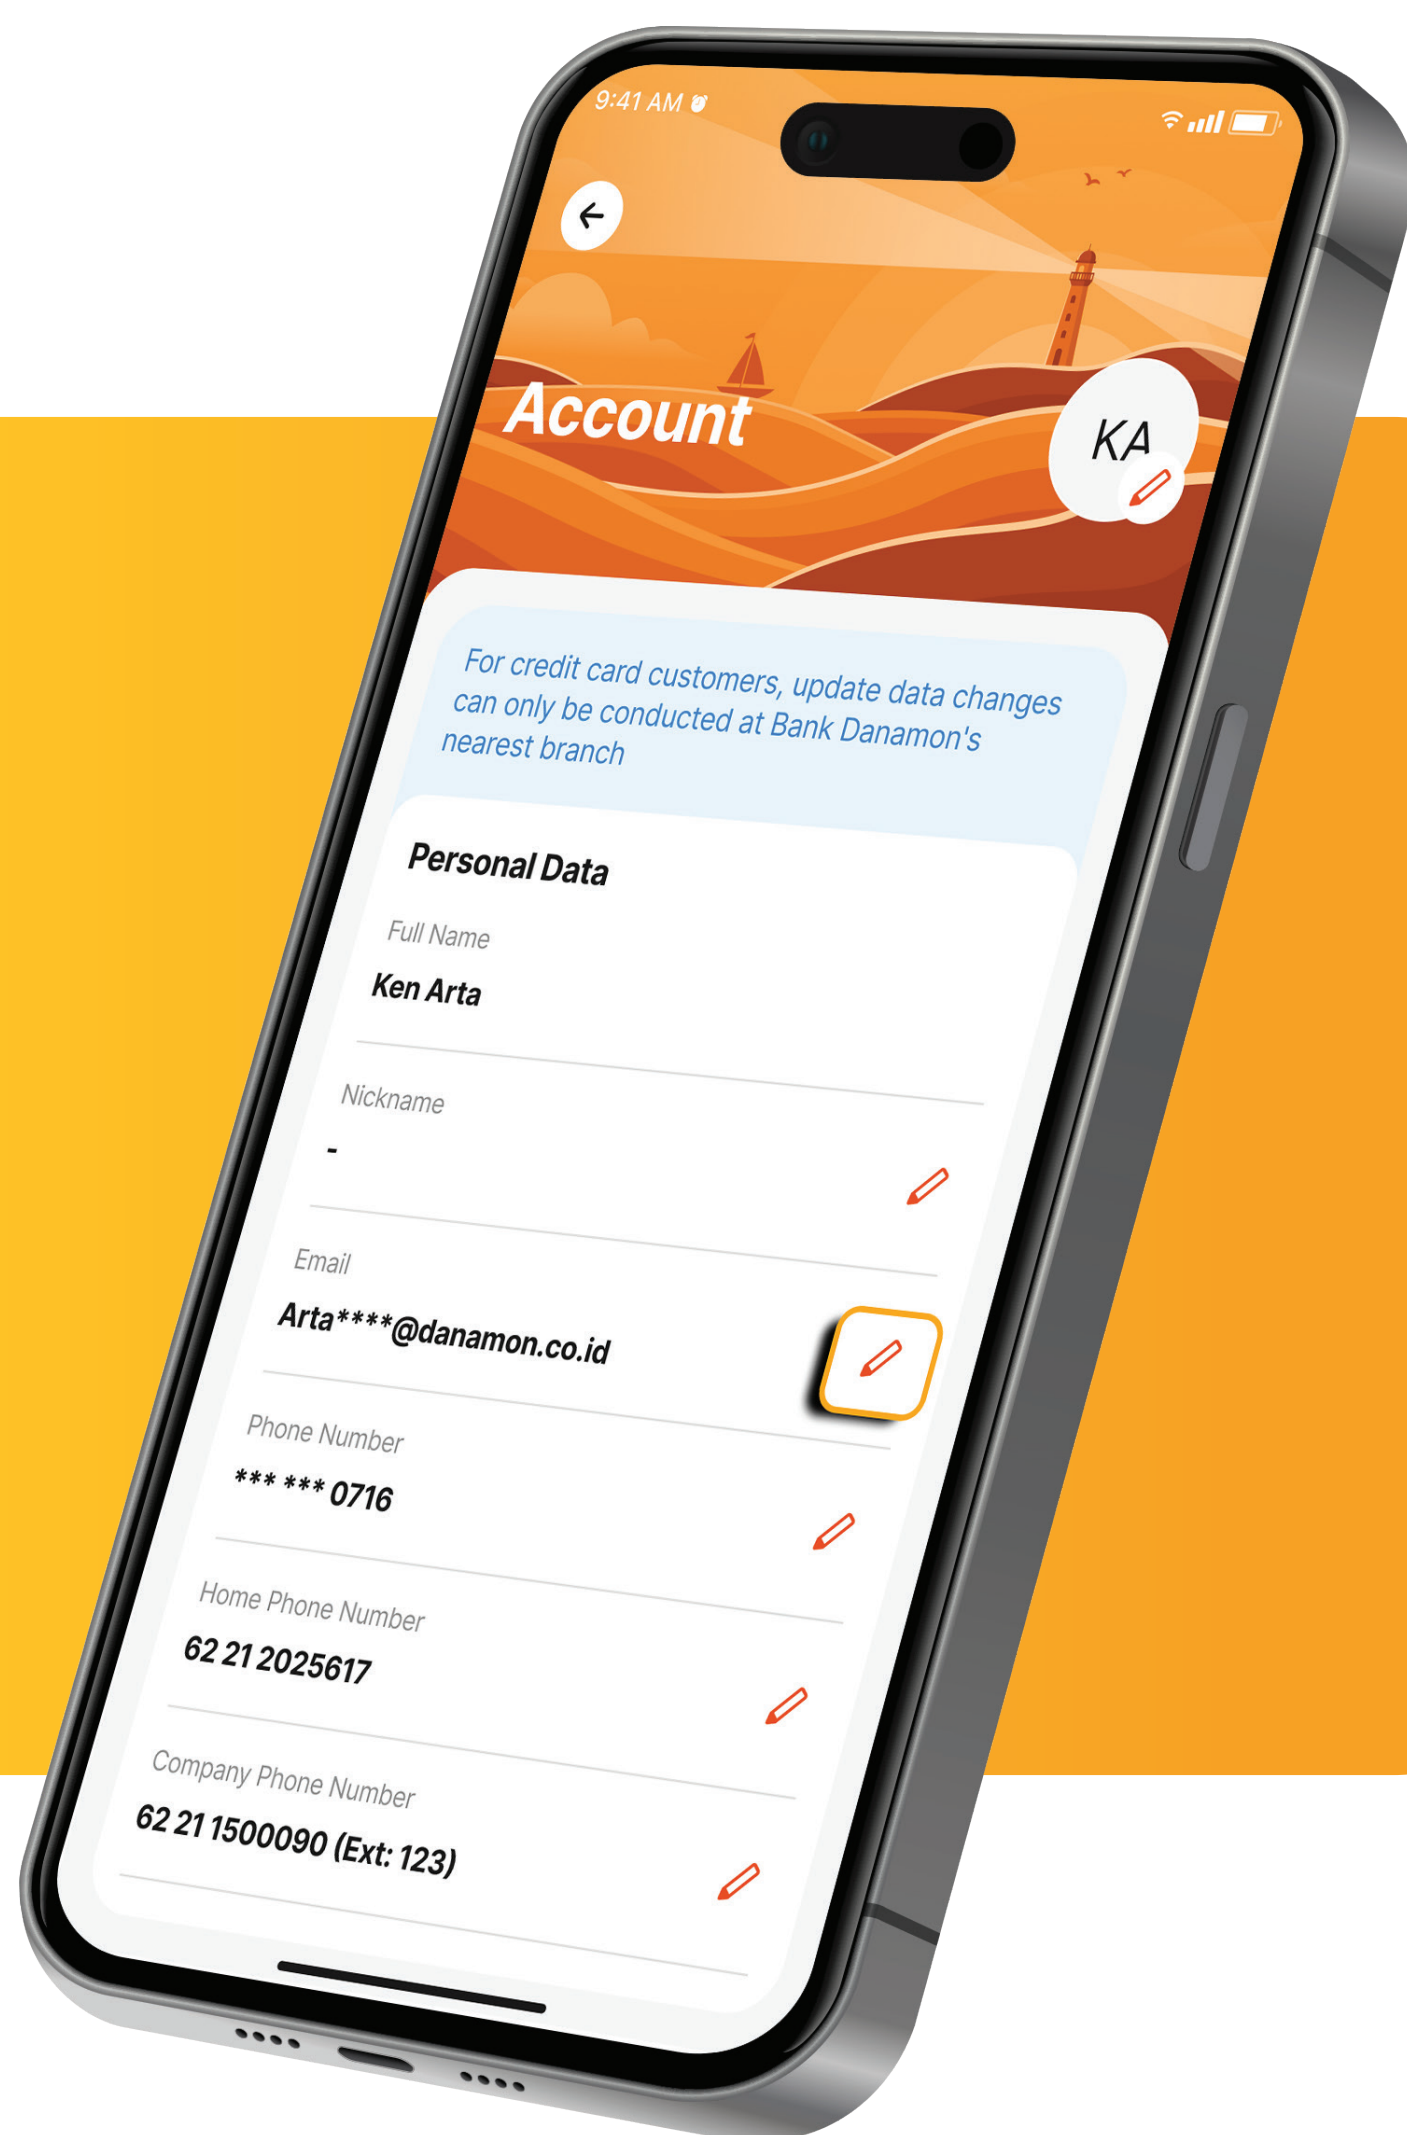 9:41 AM
Account
KA
For credit card customers, update data changes
can only be conducted at Bank Danamon's
nearest branch
Personal Data
Full Name
Ken Arta
Nickname
-
Email
Arta****@danamon.co.id
Phone Number
*** *** 0716
Home Phone Number
62 21 2025617
Company Phone Number
62 21 1500090 (Ext: 123)